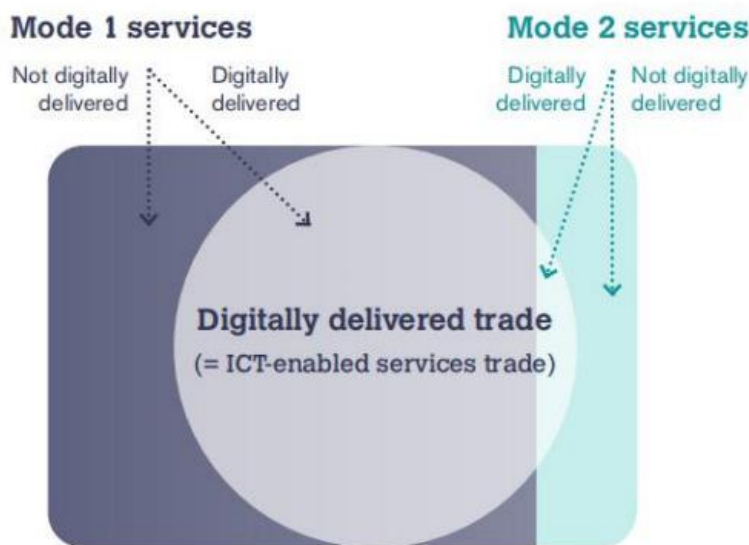 Mode 1 services
Not digitally
delivered
Digitally
delivered
Mode 2 services
Digitally
delivered
Not digitally
delivered
Digitally delivered trade
(= ICT-enabled services trade)